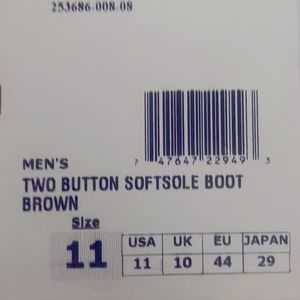 253686-008-08
7 47647 22949 3
MEN'S
TWO BUTTON SOFTSOLE BOOT
BROWN
Size
11
USA UK EU JAPAN
11 10 44 29